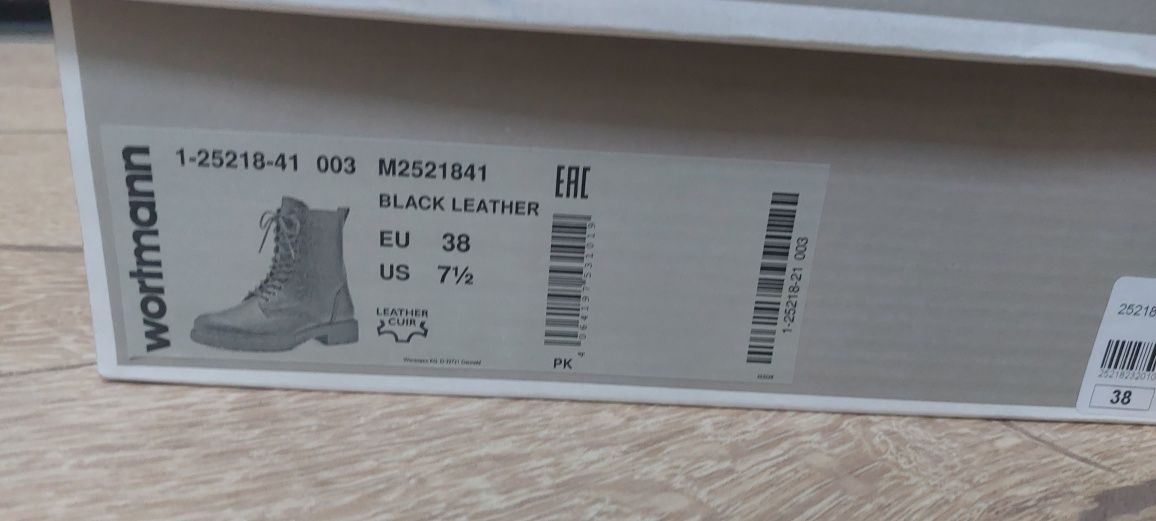 wortmann
1-25218-41 003 M2521841
BLACK LEATHER
EU 38
US 7½
LEATHER
CUIR
EAC
PK
1-25218-21 003
25218
38